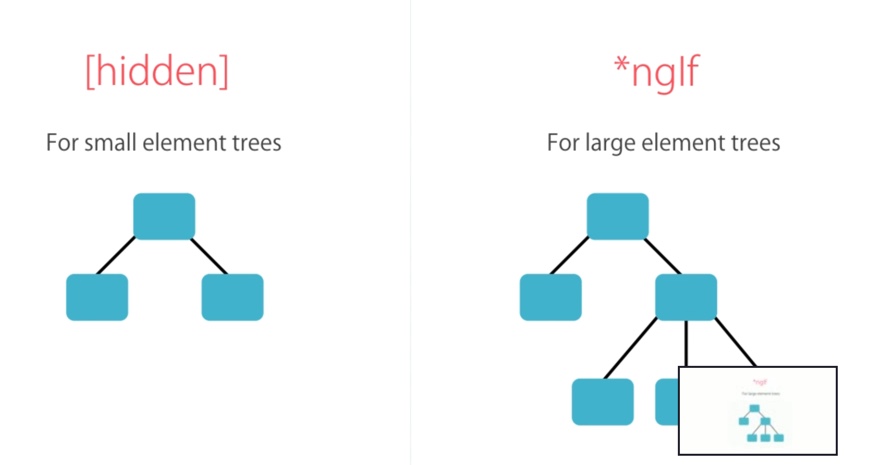 [hidden]
For small element trees
*ngIf
For large element trees
*ngIf
For large element trees